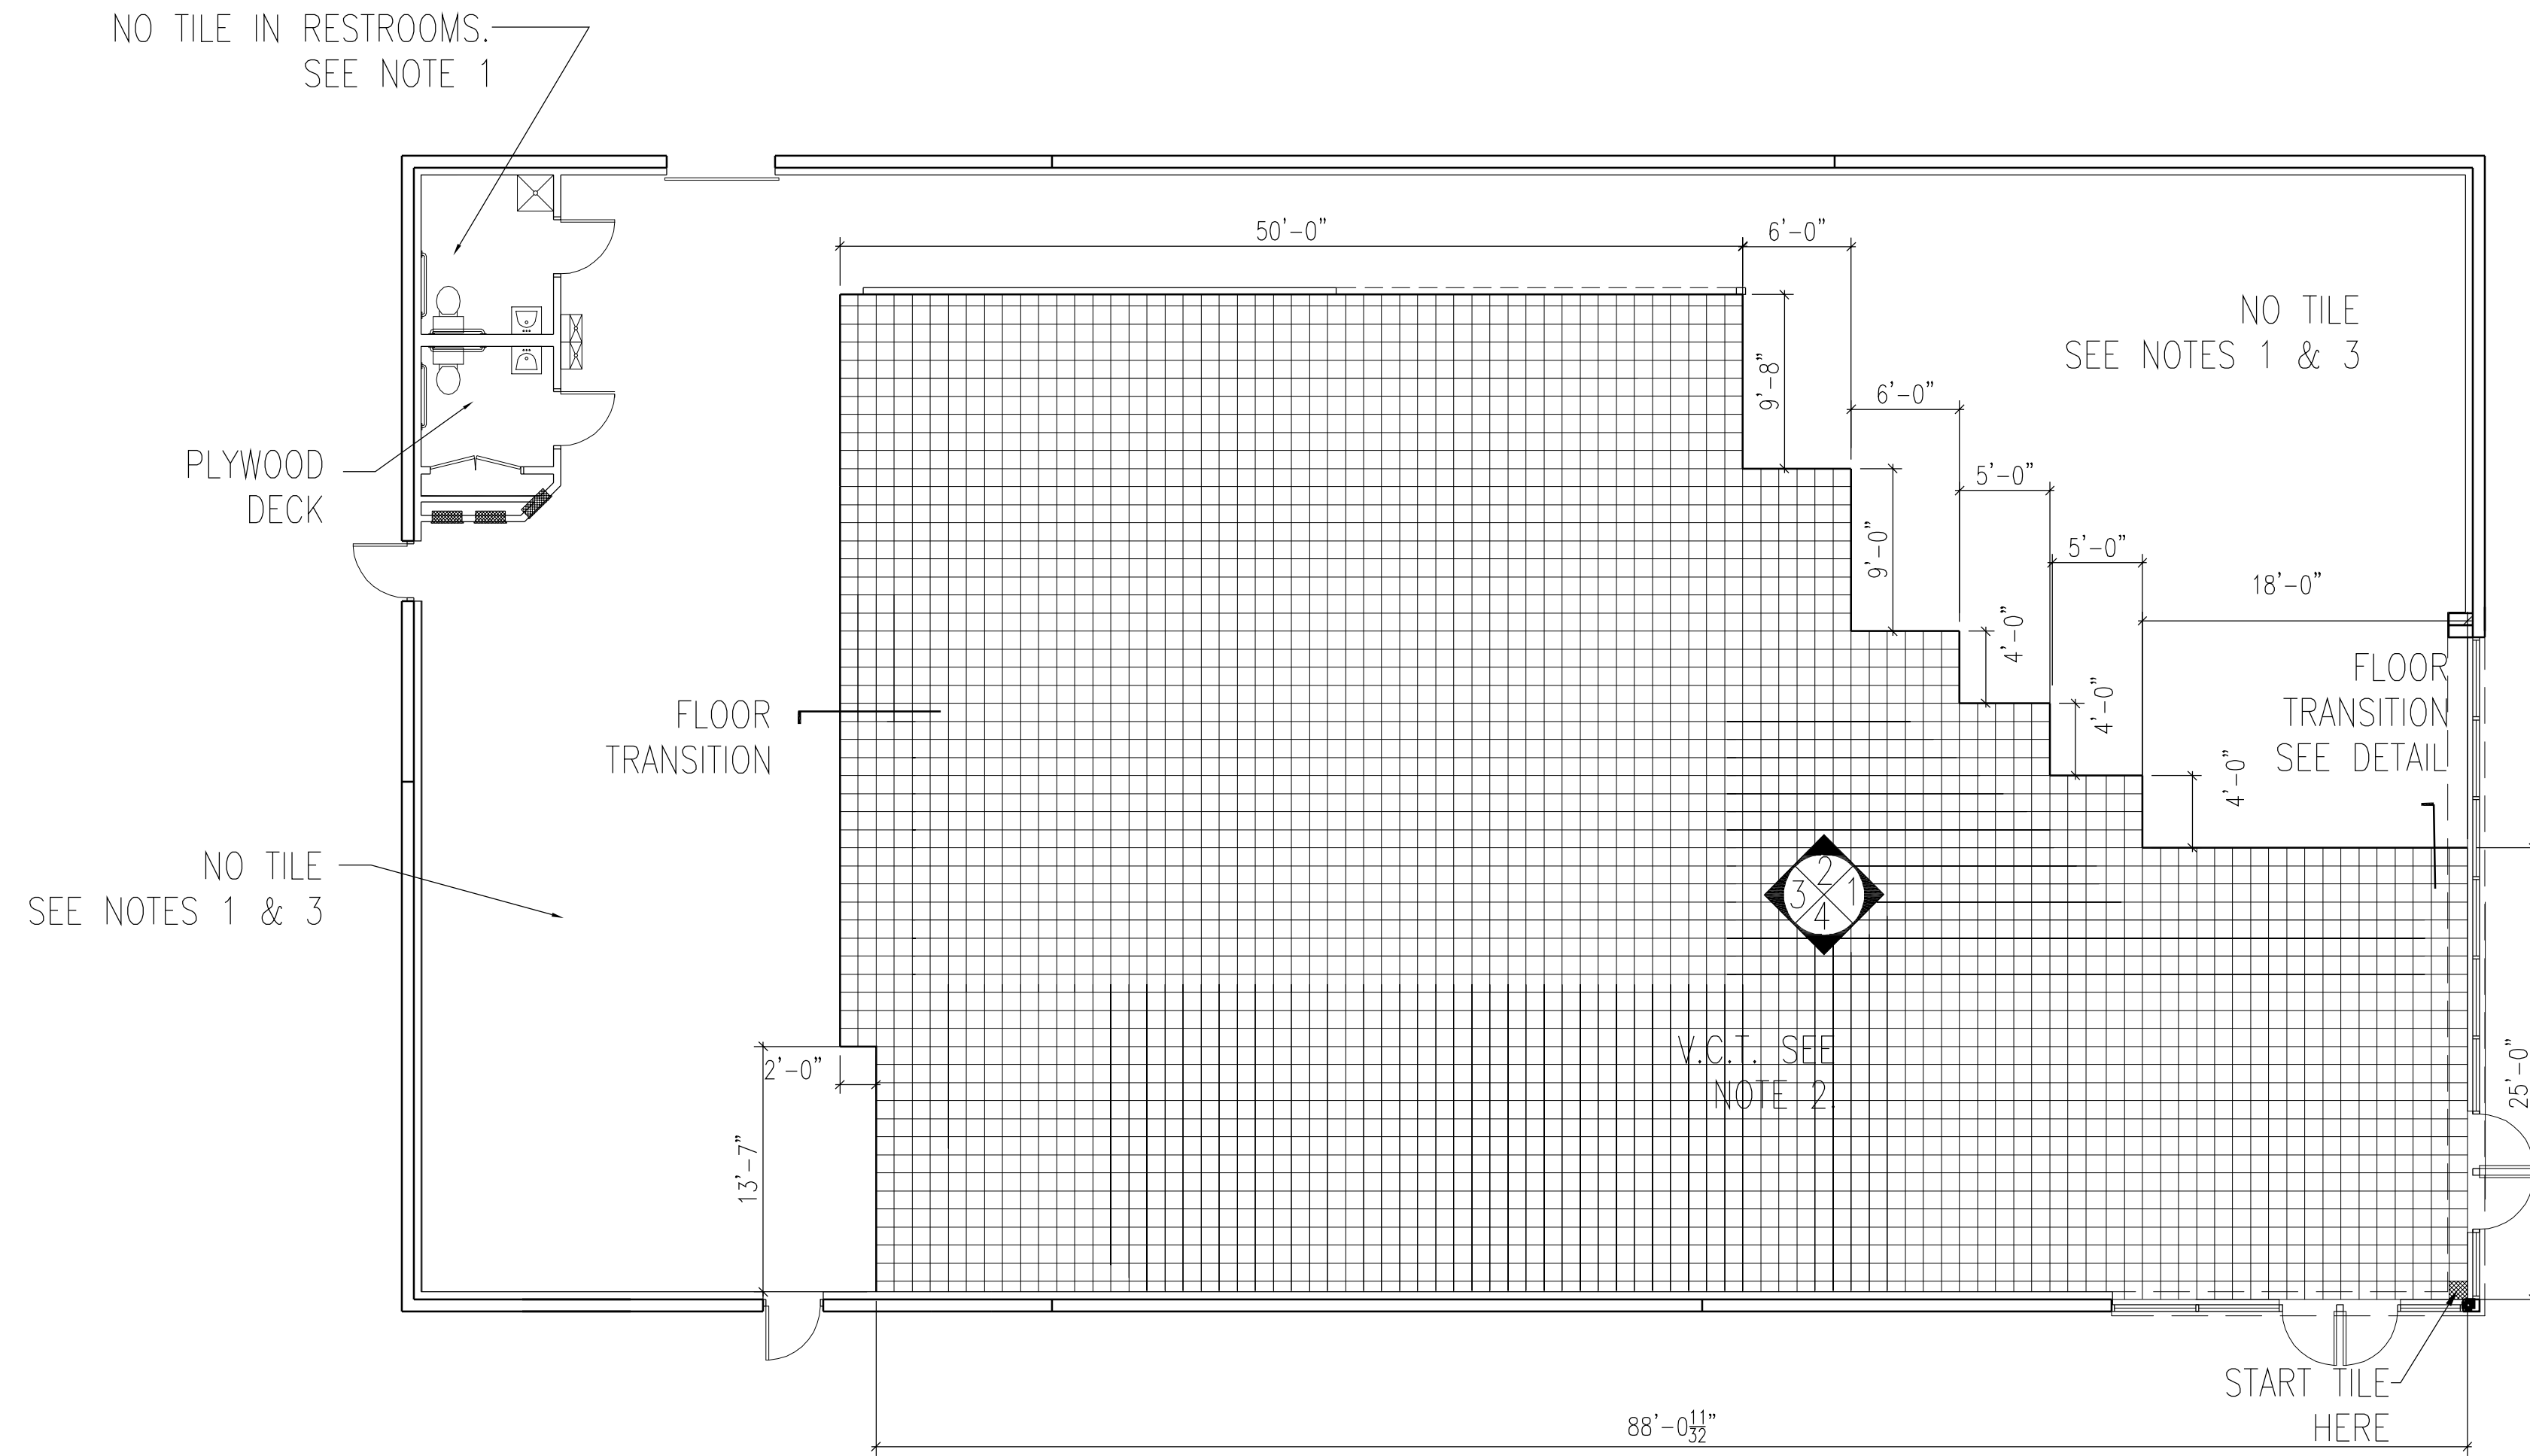 NO TILE IN RESTROOMS.
SEE NOTE 1
50'-0"
6'-0"
NO TILE
SEE NOTES 1 & 3
9'-8"
6'-0"
PLYWOOD
DECK
5'-0"
9'-0"
5'-0"
18'-0"
4'-0"
FLOOR
TRANSITION
SEE DETAIL
4'-0"
FLOOR
TRANSITION
4'-0"
NO TILE
SEE NOTES 1 & 3
2
3 1
4
V.C.T. SEE
NOTE 2.
2'-0"
25'-0"
13'-7"
START TILE
HERE
88'-0 11/32"